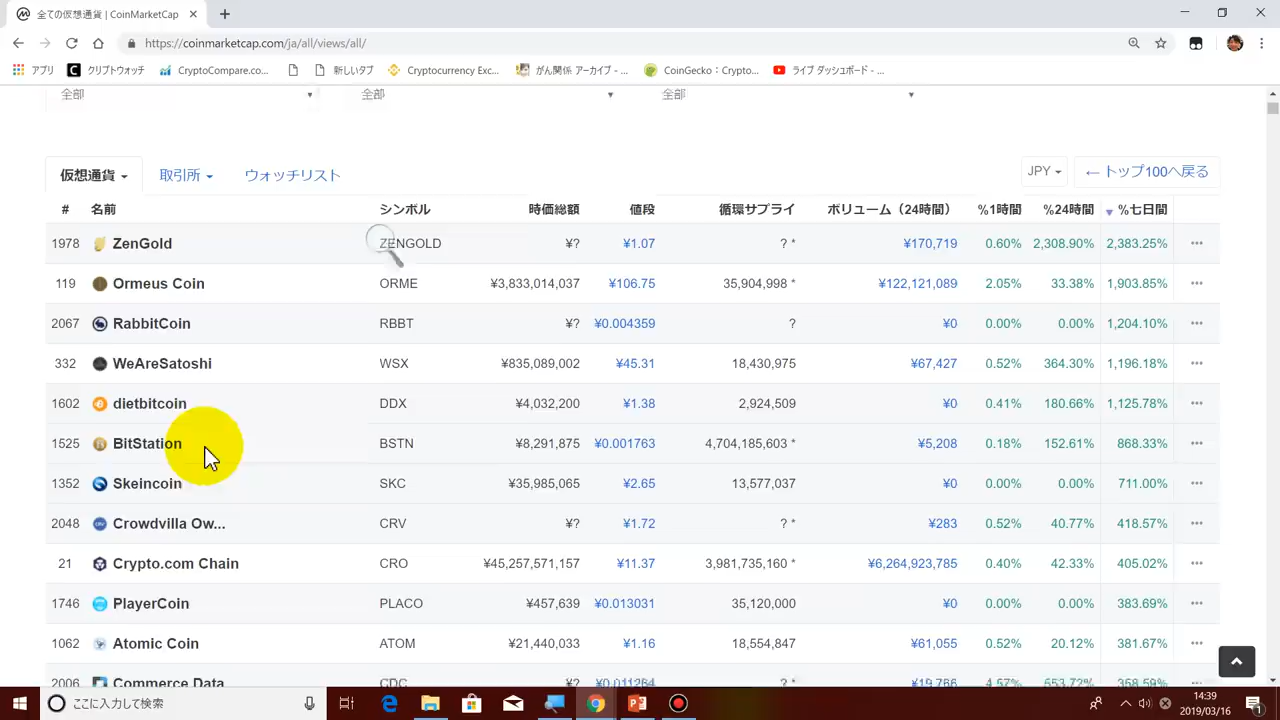 全ての仮想通貨 | CoinMarketCap
https://coinmarketcap.com/ja/all/views/all/
アプリ クリプトウォッチ CryptoCompare.co... 新しいタブ Cryptocurrency Exc... がん関係 アーカイブ - ... CoinGecko：Crypto... ライブ ダッシュボード - ...
全部 全部 全部
仮想通貨 取引所 ウォッチリスト JPY ← トップ100へ戻る
# 名前 シンボル 時価総額 値段 循環サプライ ボリューム（24時間） %1時間 %24時間 %七日間
1978 ZenGold ZENGOLD ¥? ¥1.07 ? * ¥170,719 0.60% 2,308.90% 2,383.25%
119 Ormeus Coin ORME ¥3,833,014,037 ¥106.75 35,904,998 * ¥122,121,089 2.05% 33.38% 1,903.85%
2067 RabbitCoin RBBT ¥? ¥0.004359 ? ¥0 0.00% 0.00% 1,204.10%
332 WeAreSatoshi WSX ¥835,089,002 ¥45.31 18,430,975 ¥67,427 0.52% 364.30% 1,196.18%
1602 dietbitcoin DDX ¥4,032,200 ¥1.38 2,924,509 ¥0 0.41% 180.66% 1,125.78%
1525 BitStation BSTN ¥8,291,875 ¥0.001763 4,704,185,603 * ¥5,208 0.18% 152.61% 868.33%
1352 Skeincoin SKC ¥35,985,065 ¥2.65 13,577,037 ¥0 0.00% 0.00% 711.00%
2048 Crowdvilla Ow... CRV ¥? ¥1.72 ? * ¥283 0.52% 40.77% 418.57%
21 Crypto.com Chain CRO ¥45,257,571,157 ¥11.37 3,981,735,160 * ¥6,264,923,785 0.40% 42.33% 405.02%
1746 PlayerCoin PLACO ¥457,639 ¥0.013031 35,120,000 ¥0 0.00% 0.00% 383.69%
1062 Atomic Coin ATOM ¥21,440,033 ¥1.16 18,554,847 ¥61,055 0.52% 20.12% 381.67%
2006 Commerce Data CDC ¥? ¥0.011264 ? * ¥19,766 4.57% 653.72% 358.59%
ここに入力して検索
14:39
2019/03/16